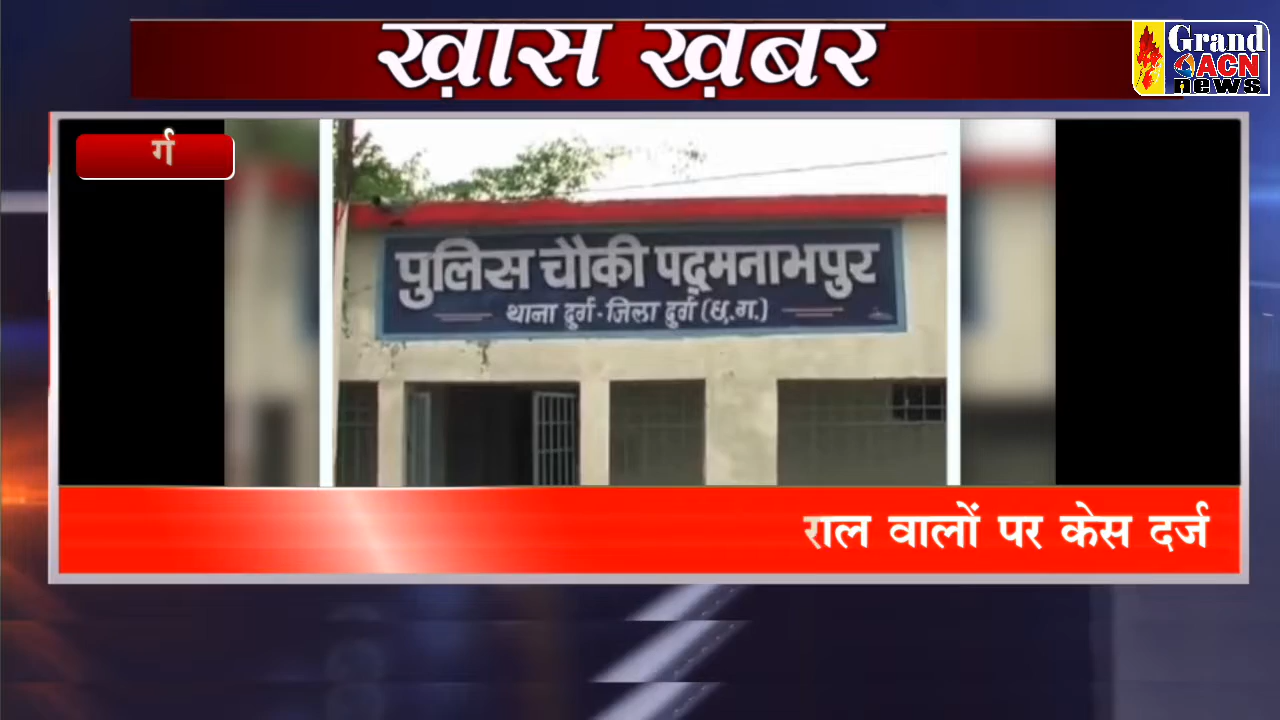 ख़ास ख़बर
Grand
ACN
news
र्ग
पुलिस चौकी पद्मनाभपुर
थाना दुर्ग - जिला दुर्ग (छ.ग.)
राल वालों पर केस दर्ज